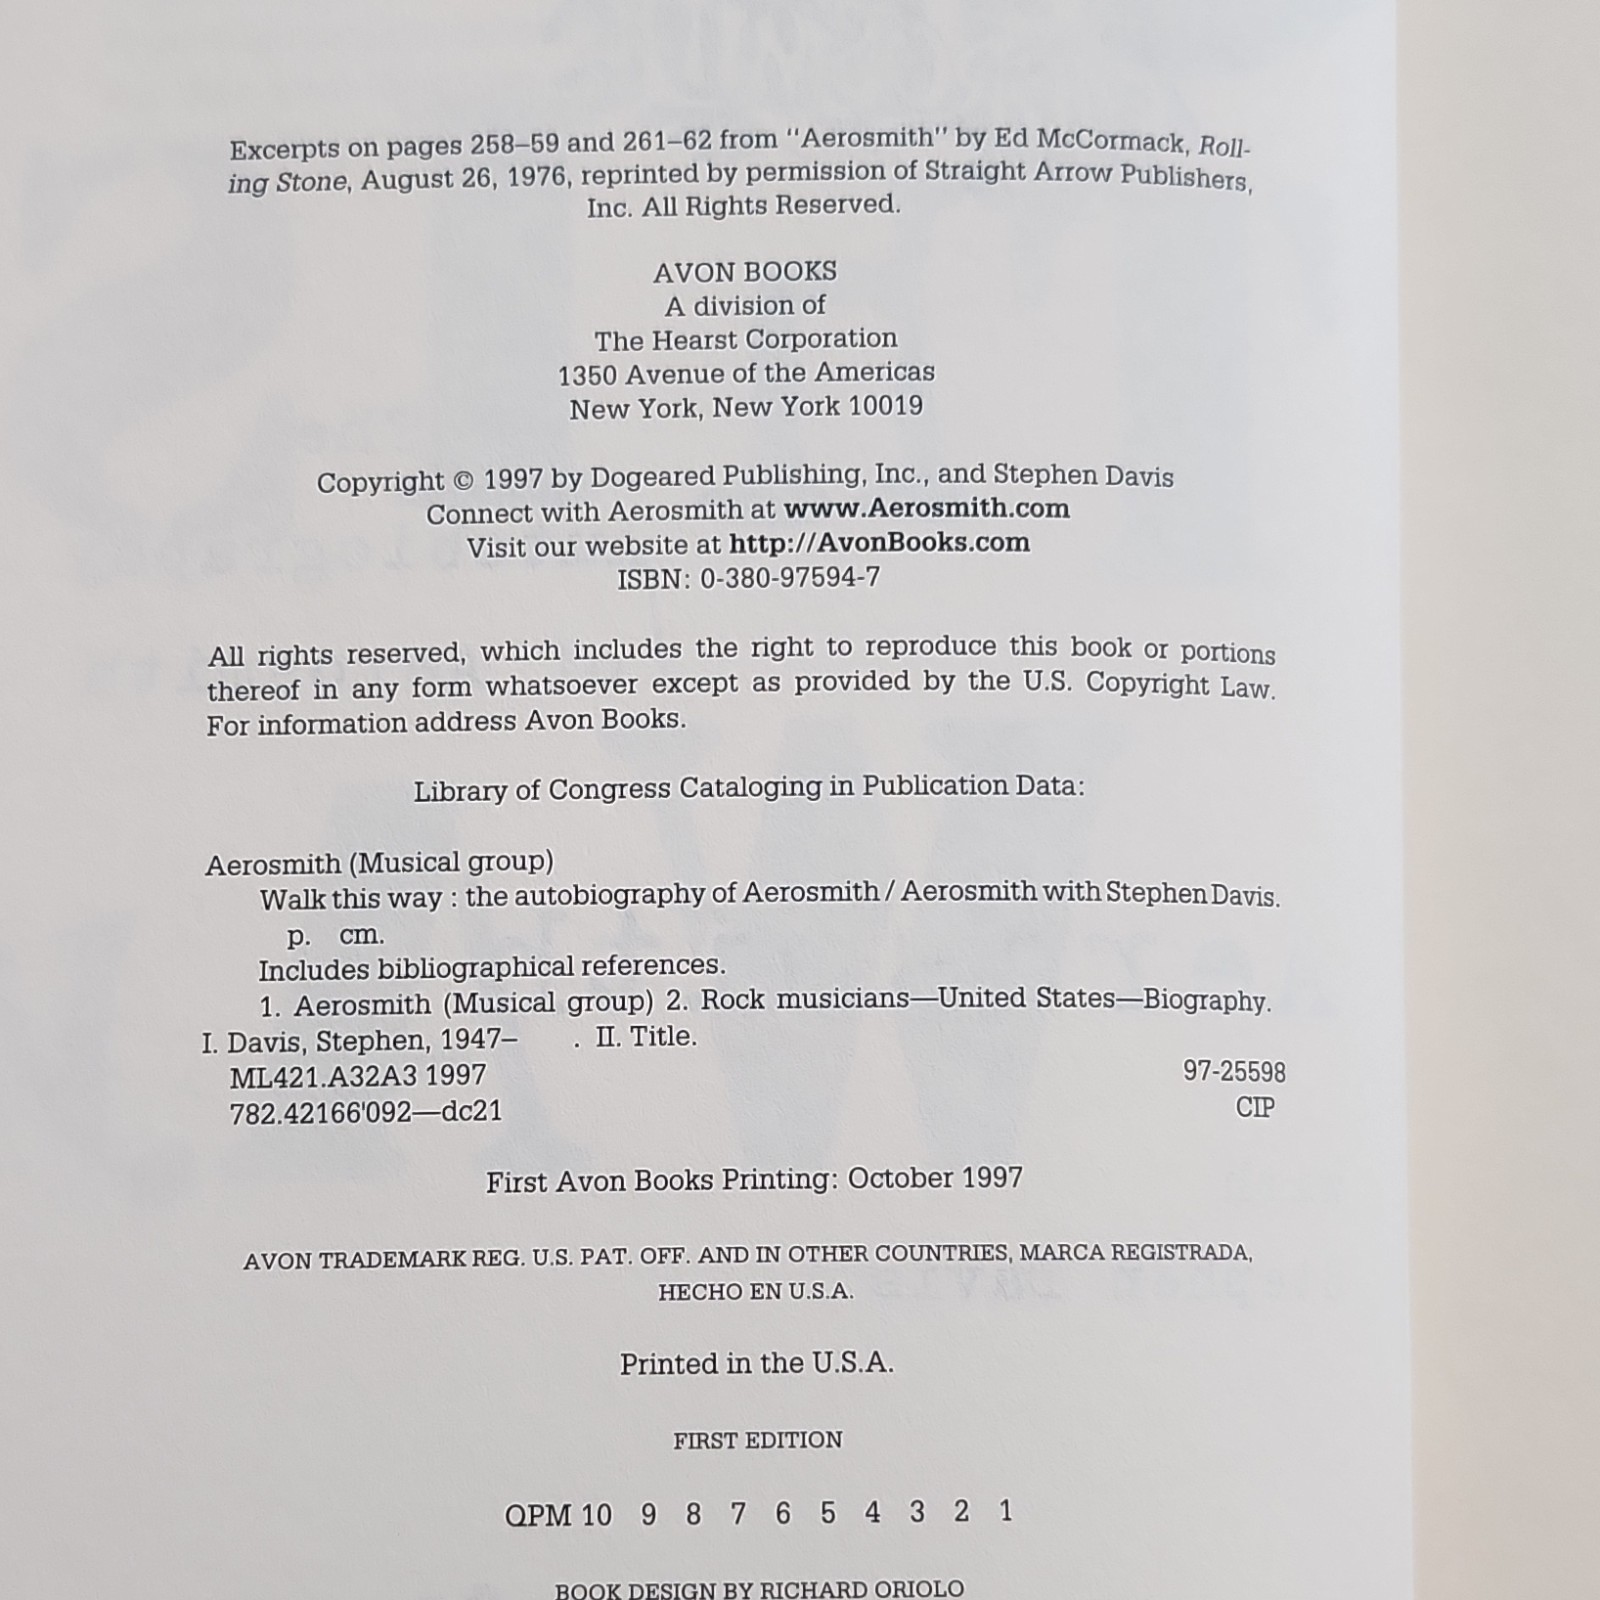 Excerpts on pages 258–59 and 261–62 from "Aerosmith" by Ed McCormack, Roll-
ing Stone, August 26, 1976, reprinted by permission of Straight Arrow Publishers,
Inc. All Rights Reserved.
AVON BOOKS
A division of
The Hearst Corporation
1350 Avenue of the Americas
New York, New York 10019
Copyright © 1997 by Dogeared Publishing, Inc., and Stephen Davis
Connect with Aerosmith at www.Aerosmith.com
Visit our website at http://AvonBooks.com
ISBN: 0-380-97594-7
All rights reserved, which includes the right to reproduce this book or portions
thereof in any form whatsoever except as provided by the U.S. Copyright Law.
For information address Avon Books.
Library of Congress Cataloging in Publication Data:
Aerosmith (Musical group)
Walk this way : the autobiography of Aerosmith / Aerosmith with Stephen Davis.
p. cm.
Includes bibliographical references.
1. Aerosmith (Musical group) 2. Rock musicians—United States—Biography.
I. Davis, Stephen, 1947– . II. Title.
ML421.A32A3 1997 97-25598
782.42166'092—dc21 CIP
First Avon Books Printing: October 1997
AVON TRADEMARK REG. U.S. PAT. OFF. AND IN OTHER COUNTRIES, MARCA REGISTRADA,
HECHO EN U.S.A.
Printed in the U.S.A.
FIRST EDITION
QPM 10 9 8 7 6 5 4 3 2 1
BOOK DESIGN BY RICHARD ORIOLO